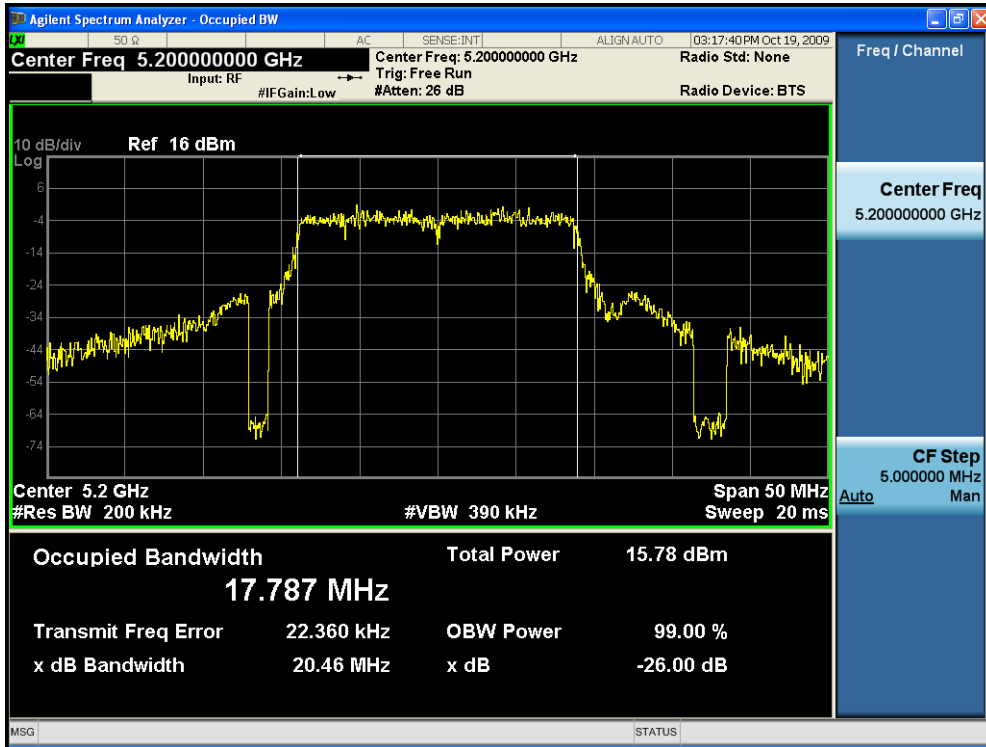 Agilent Spectrum Analyzer - Occupied BW
LXI 50 Ω AC SENSE:INT ALIGN AUTO 03:17:40 PM Oct 19, 2009
Center Freq 5.200000000 GHz
Input: RF
#IFGain:Low
Center Freq: 5.200000000 GHz
Trig: Free Run
#Atten: 26 dB
Radio Std: None
Radio Device: BTS
Freq / Channel
10 dB/div Ref 16 dBm
Log
6
-4
-14
-24
-34
-44
-54
-64
-74
Center Freq
5.200000000 GHz
CF Step
5.000000 MHz
Auto Man
Center 5.2 GHz Span 50 MHz
#Res BW 200 kHz #VBW 390 kHz Sweep 20 ms
Occupied Bandwidth Total Power 15.78 dBm
17.787 MHz
Transmit Freq Error 22.360 kHz OBW Power 99.00 %
x dB Bandwidth 20.46 MHz x dB -26.00 dB
MSG STATUS